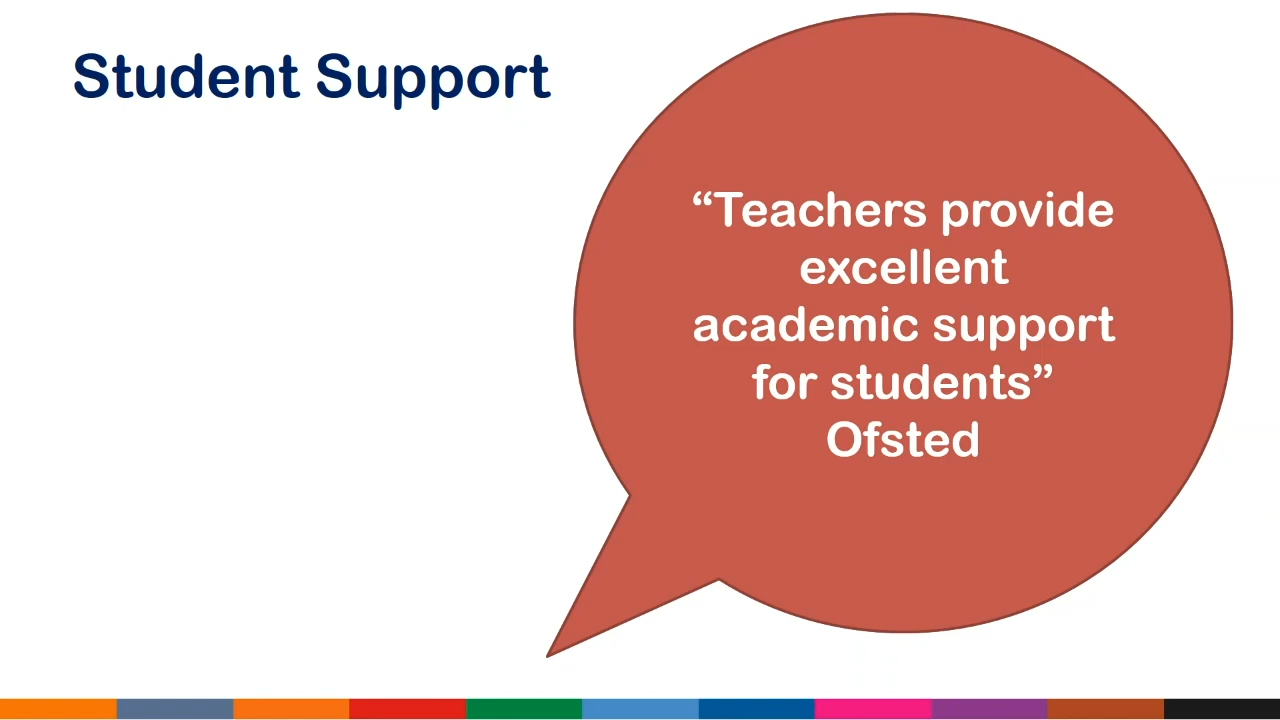 Student Support
“Teachers provide
excellent
academic support
for students”
Ofsted